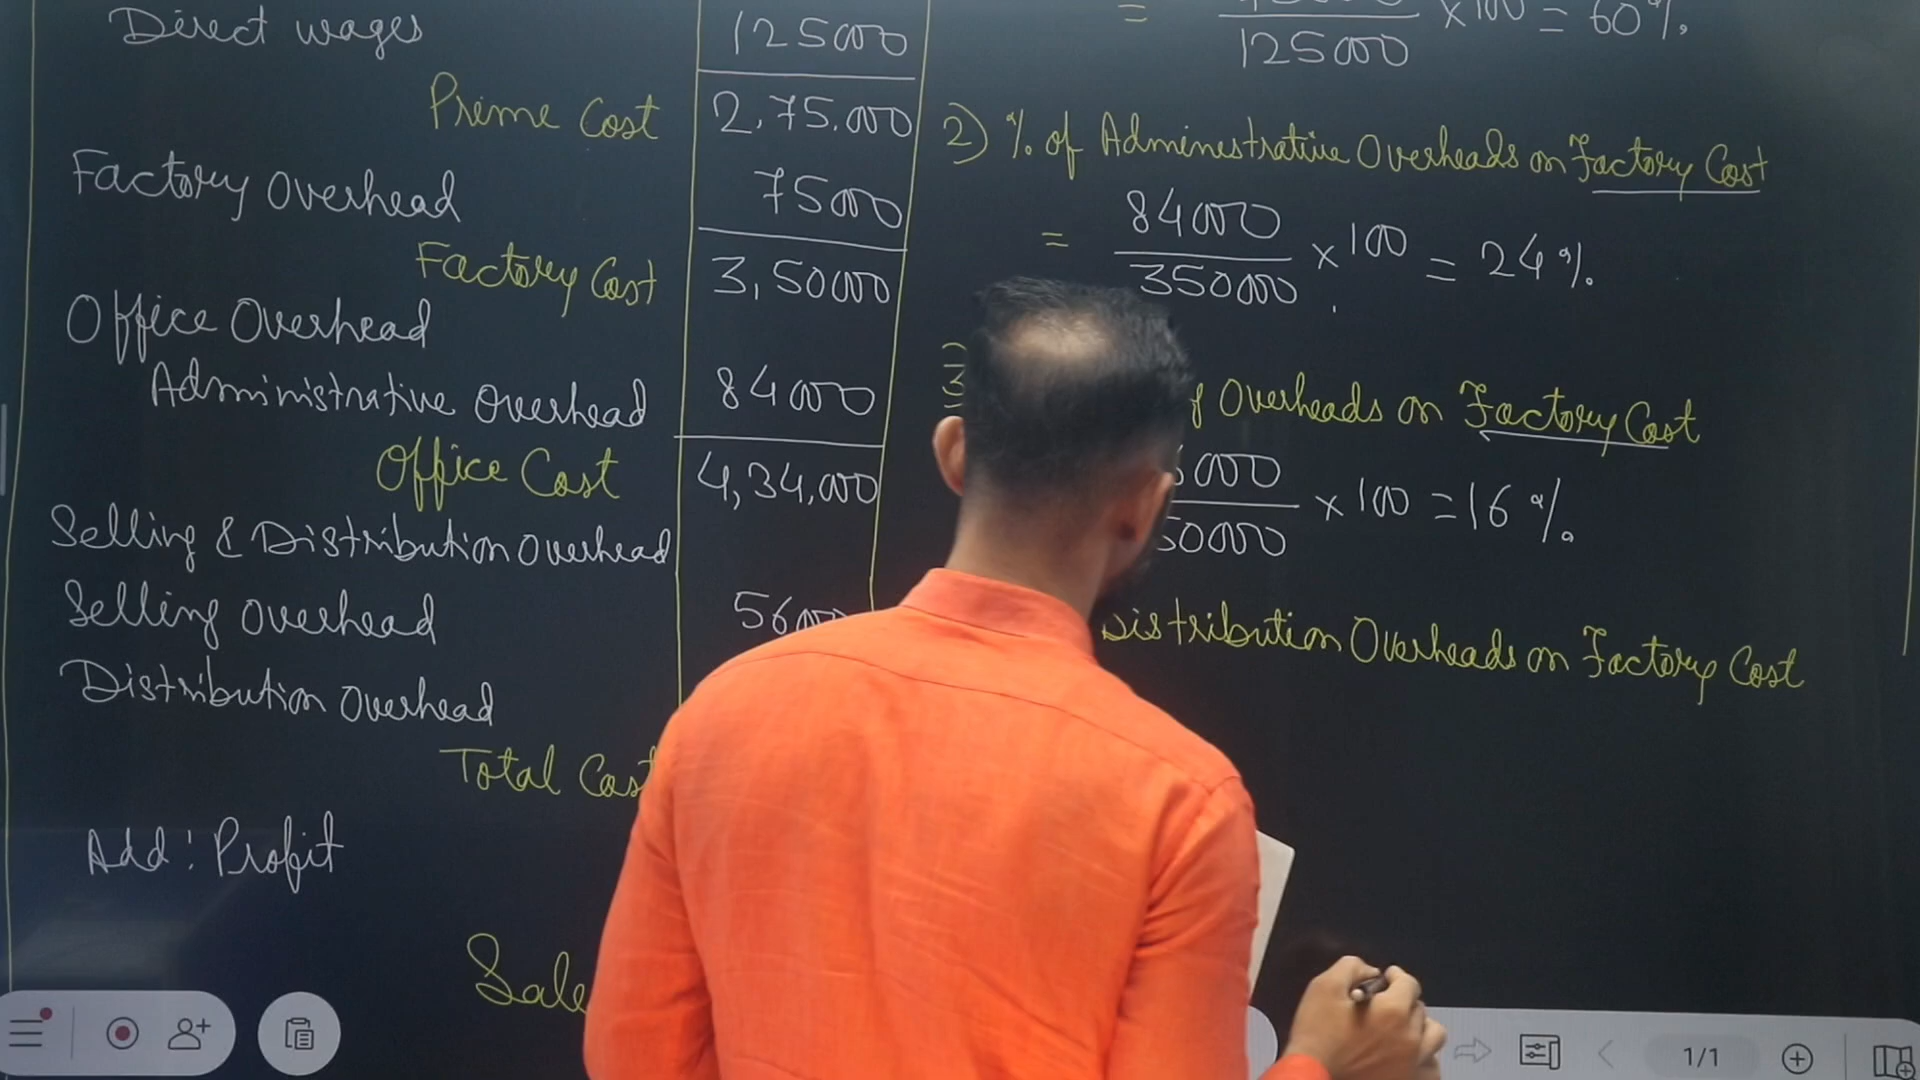 Direct wages 125000
Prime Cost 2,75,000
Factory Overhead 75000
Factory Cost 3,50000
Office Overhead
Administrative Overhead 84000
Office Cost 4,34,000
Selling & Distribution Overhead
Selling Overhead
Distribution Overhead
Total Cost
Add: Profit
= 125000 × 100 = 60%.
2) % of Administrative Overheads on Factory Cost
= 84000
350000 × 100 = 24%.
Overheads on Factory Cost
× 100 = 16%.
Distribution Overheads on Factory Cost
1/1